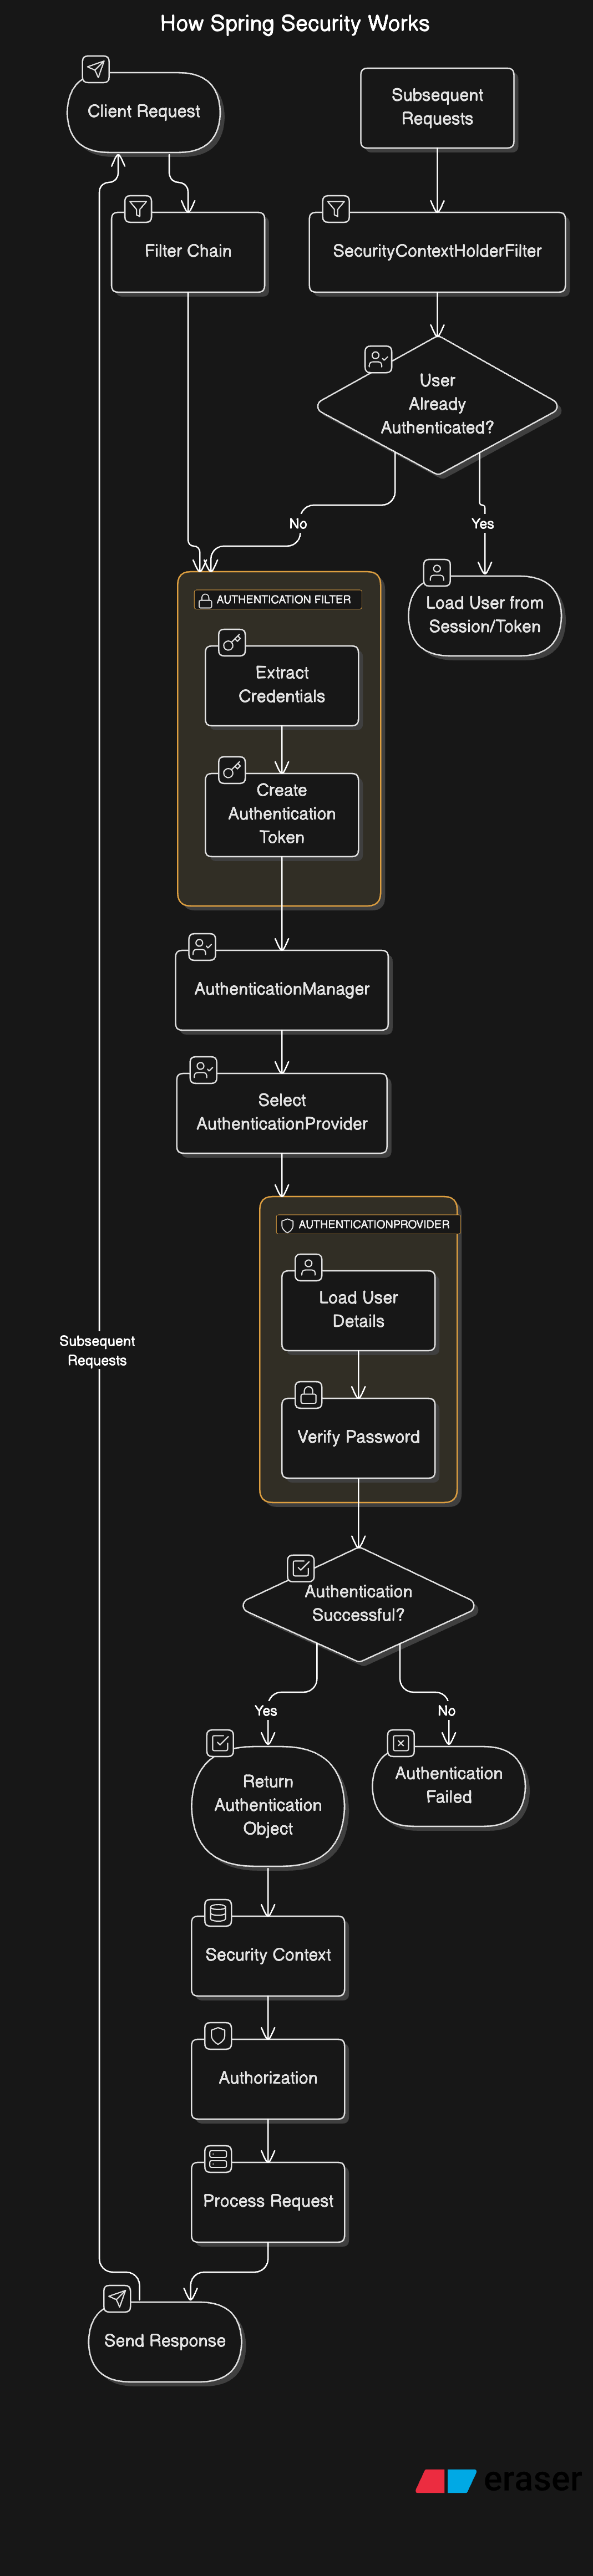 How Spring Security Works
Client Request
Subsequent
Requests
Filter Chain
SecurityContextHolderFilter
User
Already
Authenticated?
No
Yes
Load User from
Session/Token
AUTHENTICATION FILTER
Extract
Credentials
Create
Authentication
Token
AuthenticationManager
Select
AuthenticationProvider
AUTHENTICATIONPROVIDER
Load User
Details
Subsequent
Requests
Verify Password
Authentication
Successful?
Yes
No
Return
Authentication
Object
Authentication
Failed
Security Context
Authorization
Process Request
Send Response
eraser